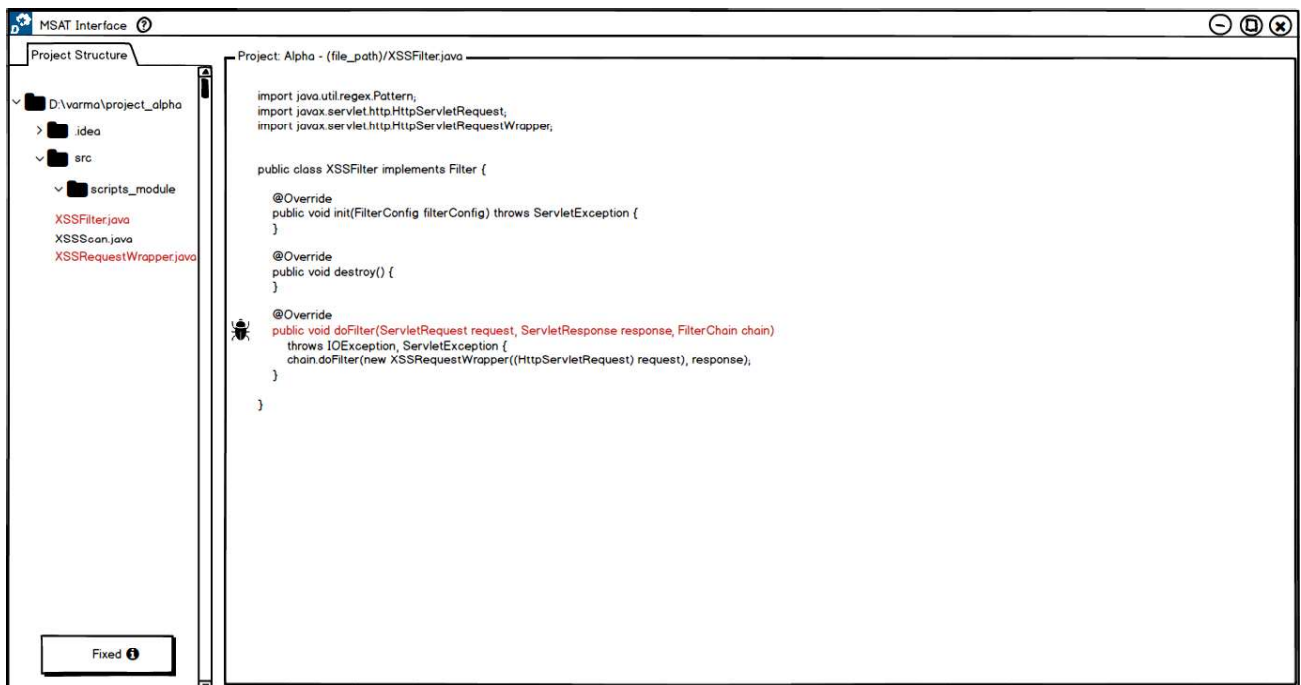 MSAT Interface ?
Project Structure
D:\varma\project_alpha
.idea
src
scripts_module
XSSFilter.java
XSSScan.java
XSSRequestWrapper.java
Fixed i
Project: Alpha - (file_path)/XSSFilter.java
import java.util.regex.Pattern;
import javax.servlet.http.HttpServletRequest;
import javax.servlet.http.HttpServletRequestWrapper;
public class XSSFilter implements Filter {
@Override
public void init(FilterConfig filterConfig) throws ServletException {
}
@Override
public void destroy() {
}
@Override
public void doFilter(ServletRequest request, ServletResponse response, FilterChain chain)
throws IOException, ServletException {
chain.doFilter(new XSSRequestWrapper((HttpServletRequest) request), response);
}
}